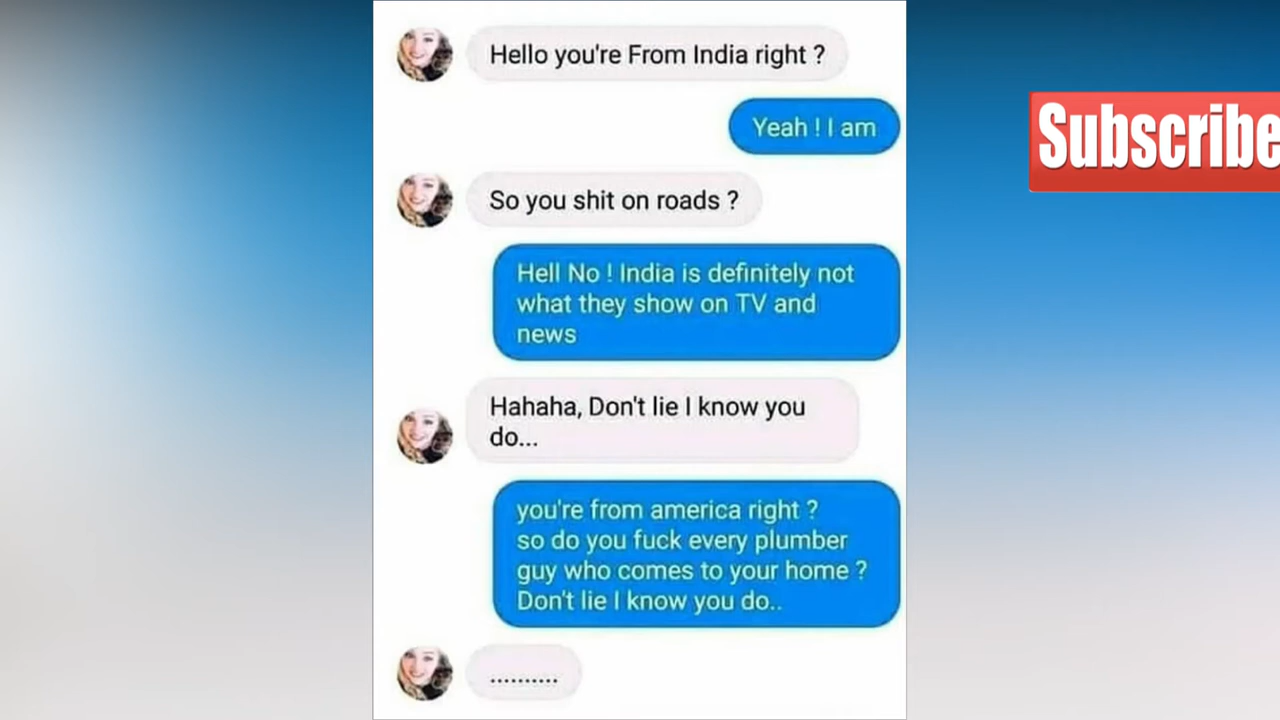 Hello you're From India right ?
Yeah ! I am
Subscribe
So you shit on roads ?
Hell No ! India is definitely not
what they show on TV and
news
Hahaha, Don't lie I know you
do...
you're from america right ?
so do you fuck every plumber
guy who comes to your home ?
Don't lie I know you do..
..........